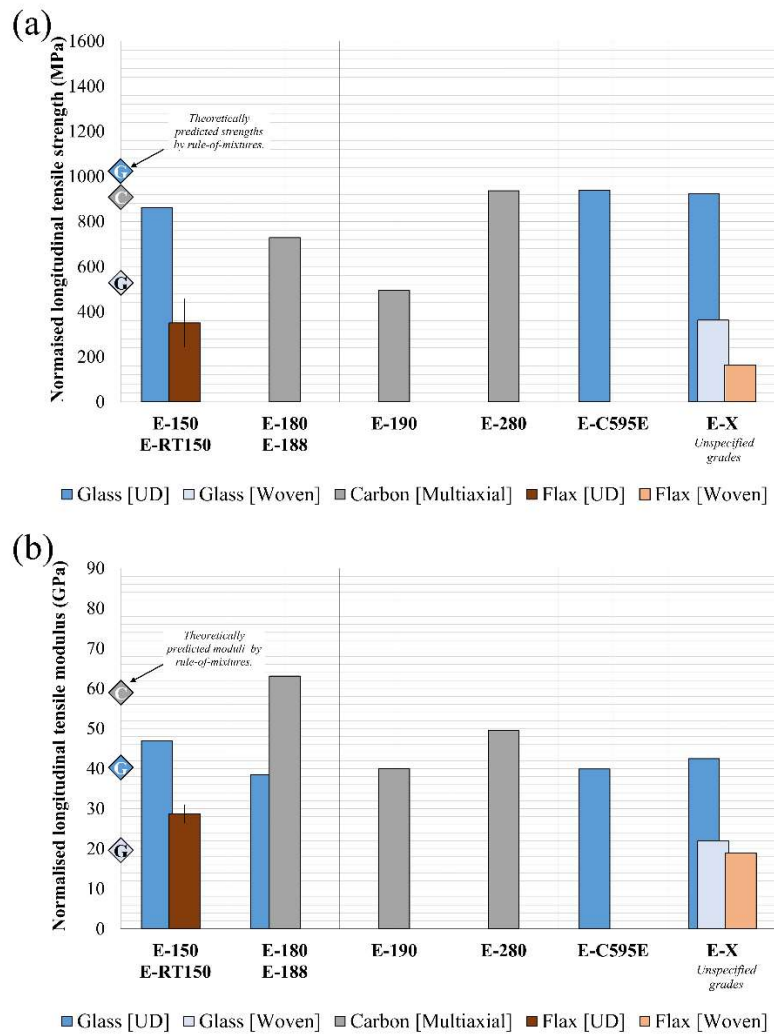 (a)
Normaised longitudinal tensile strength (MPa)
1600
1400
1200
1000
800
600
400
200
0
Theoretically
predicted strengths
by rule-of-mixtures.
G
C
G
E-150
E-RT150
E-180
E-188
E-190
E-280
E-C595E
E-X
Unspecified
grades
Glass [UD] Glass [Woven] Carbon [Multiaxial] Flax [UD] Flax [Woven]
(b)
Normalised longitudinal tensile modulus (GPa)
90
80
70
60
50
40
30
20
10
0
Theoretically
predicted moduli by
rule-of-mixtures.
C
G
G
E-150
E-RT150
E-180
E-188
E-190
E-280
E-C595E
E-X
Unspecified
grades
Glass [UD] Glass [Woven] Carbon [Multiaxial] Flax [UD] Flax [Woven]